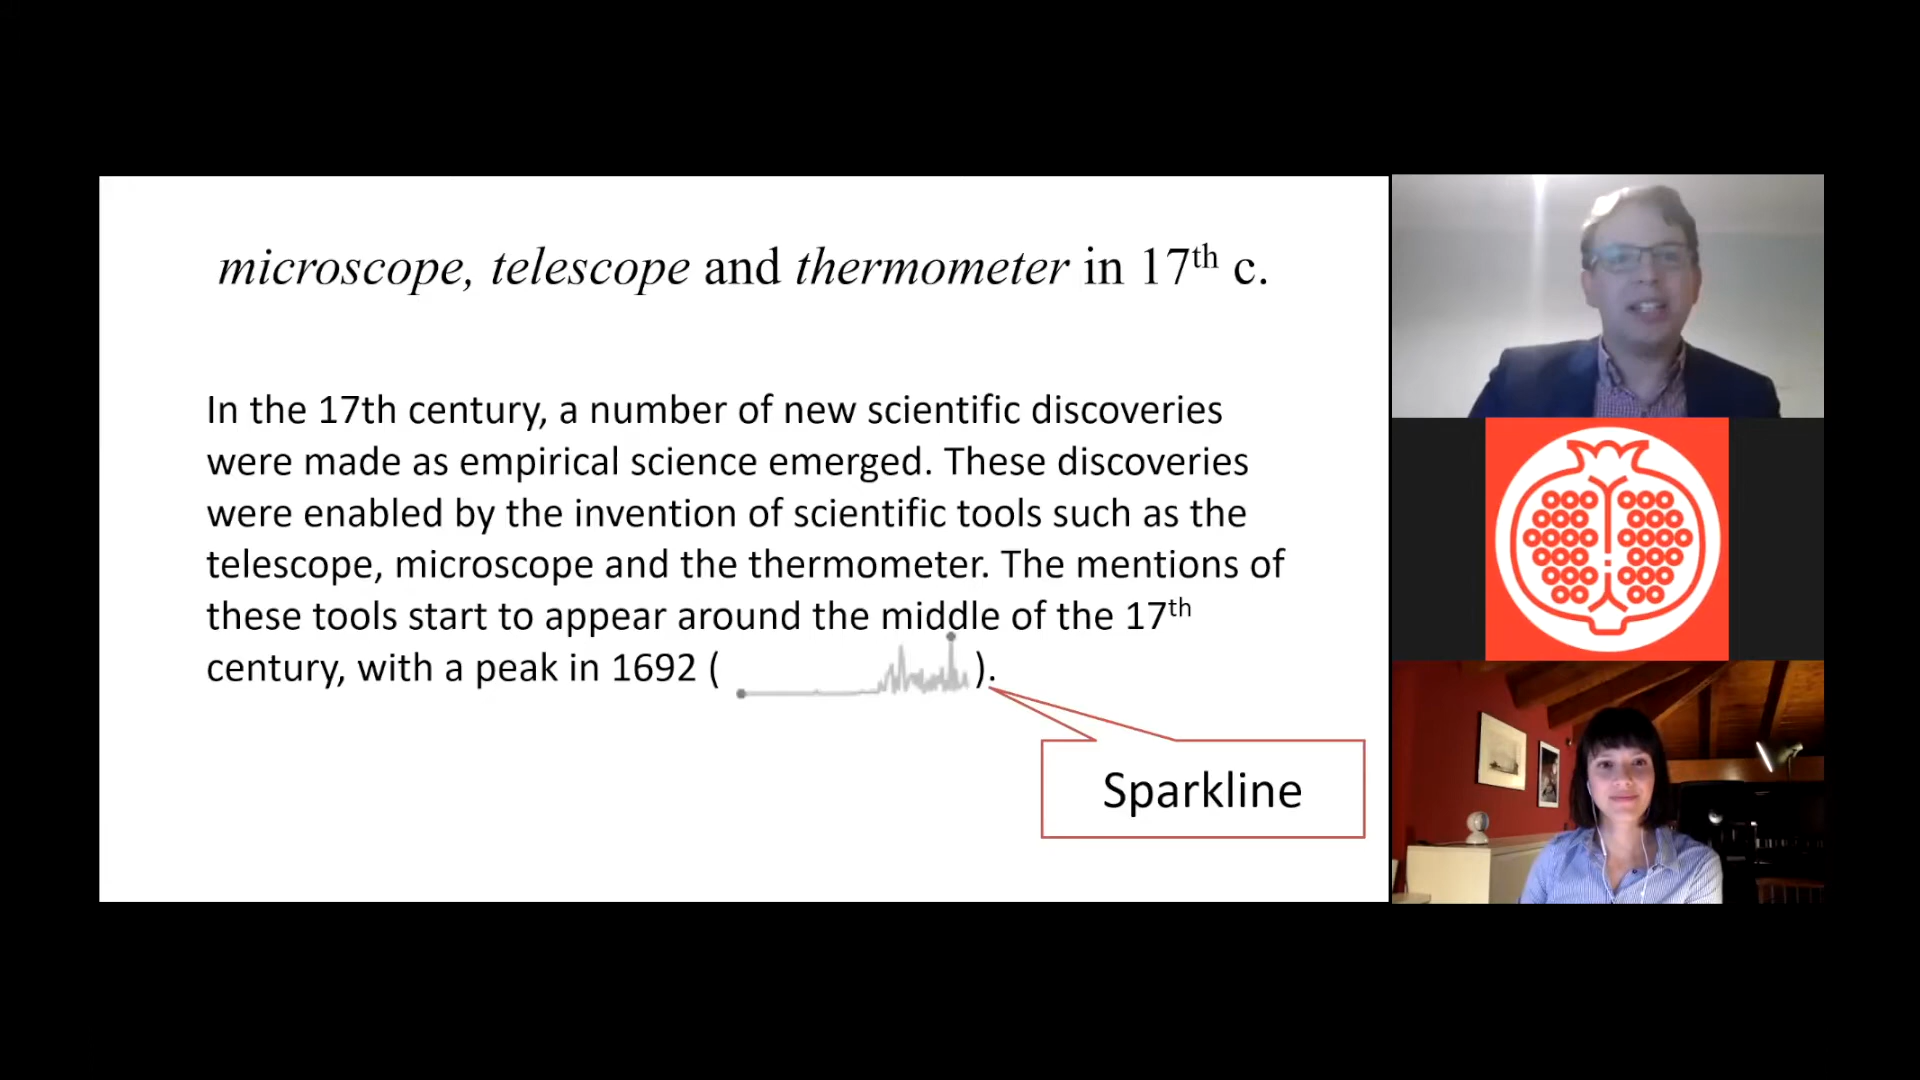 microscope, telescope and thermometer in 17th c.
In the 17th century, a number of new scientific discoveries
were made as empirical science emerged. These discoveries
were enabled by the invention of scientific tools such as the
telescope, microscope and the thermometer. The mentions of
these tools start to appear around the middle of the 17th
century, with a peak in 1692 ( ).
Sparkline